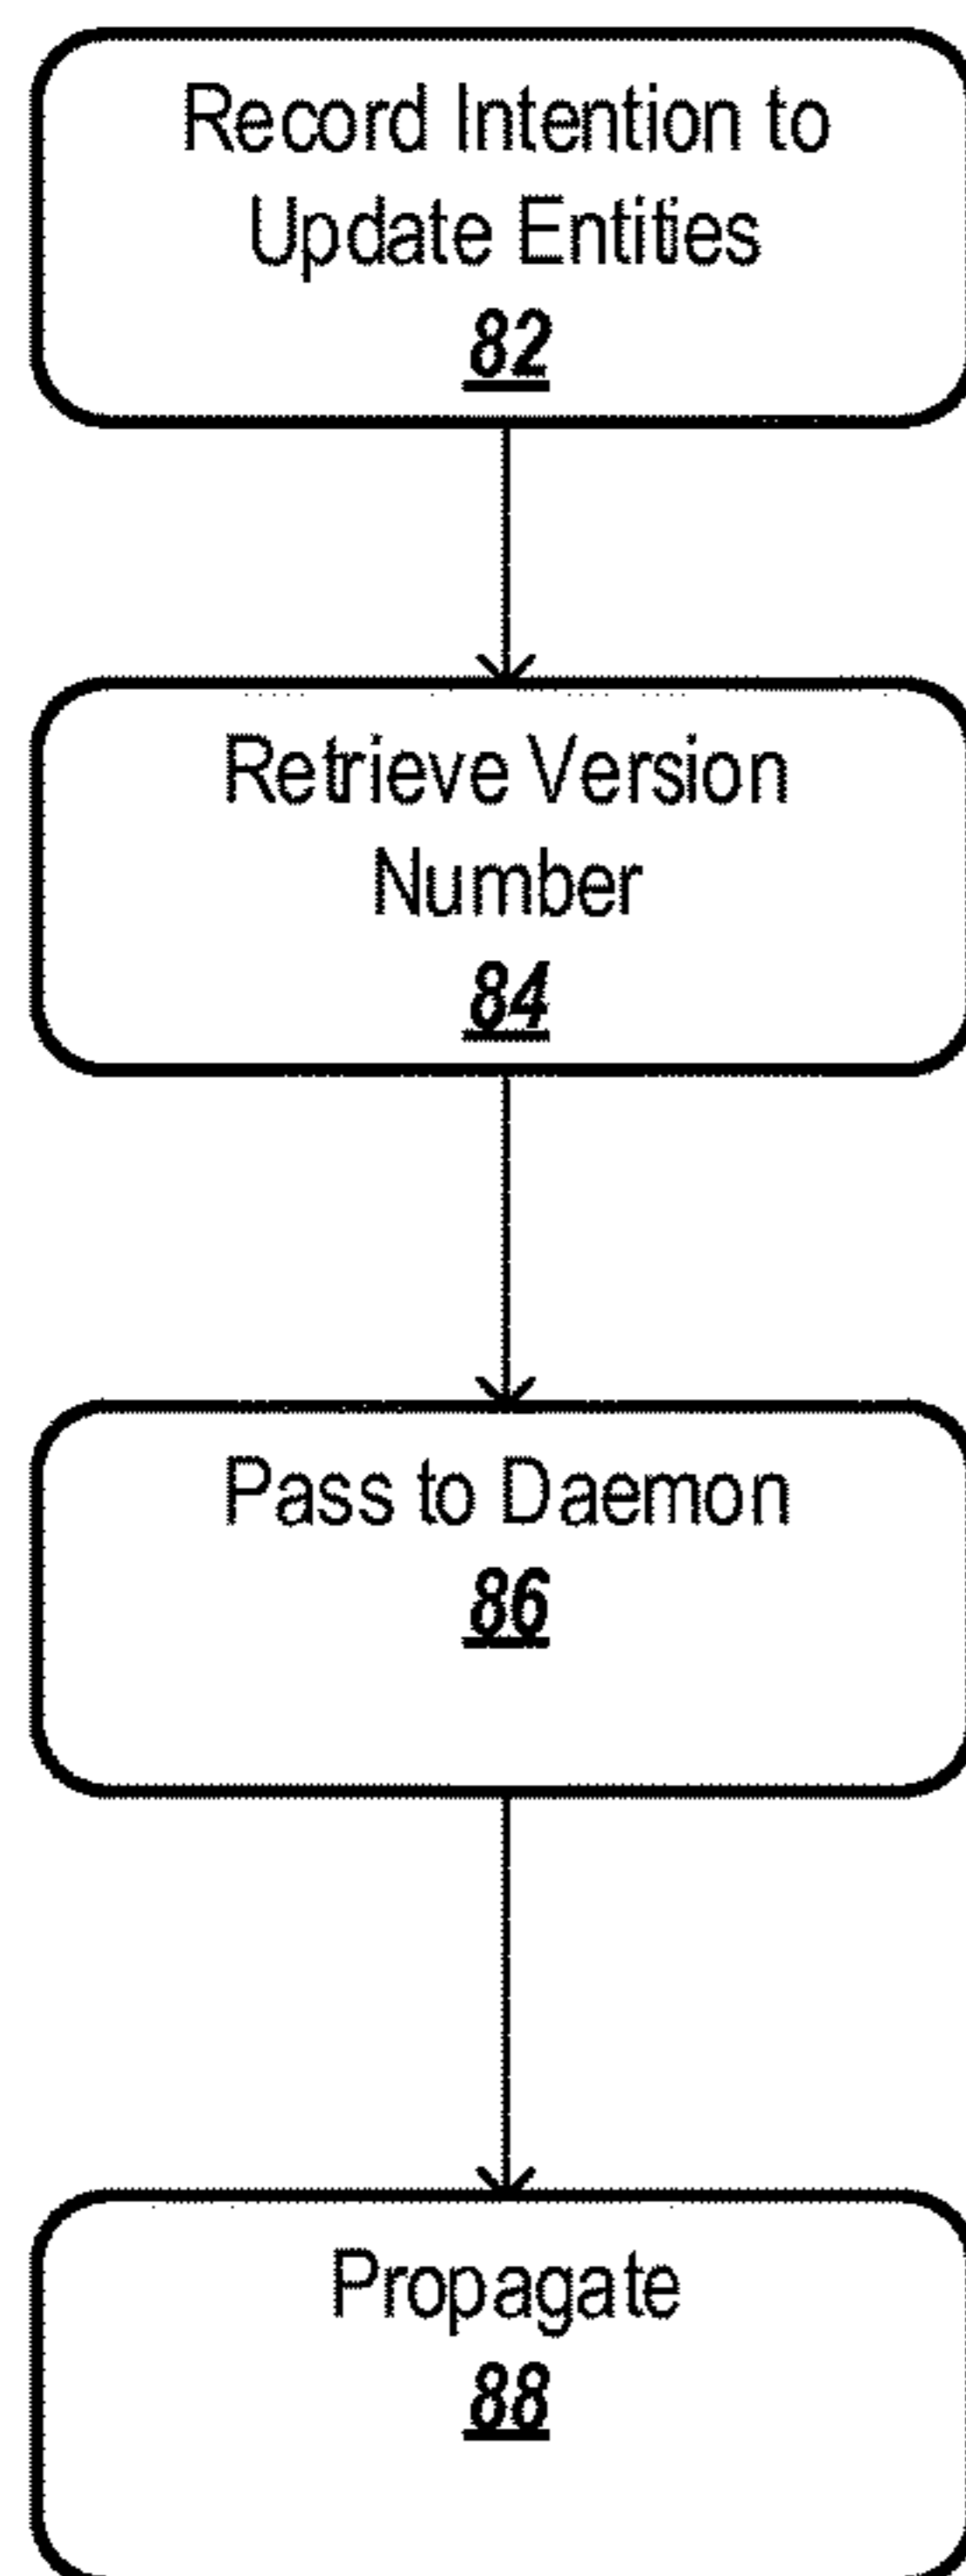 Record Intention to
Update Entities
82
Retrieve Version
Number
84
Pass to Daemon
86
Propagate
88